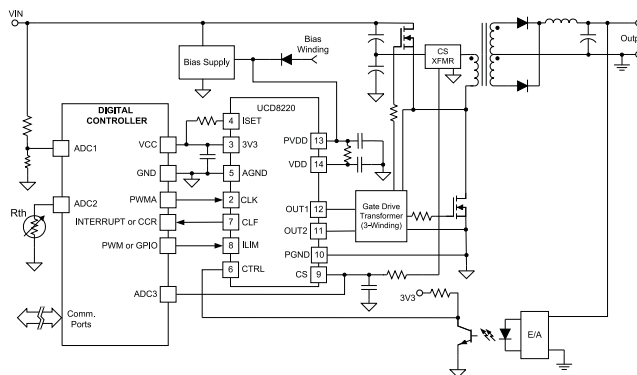 VIN
Bias
Winding
Bias Supply
CS
XFMR
DIGITAL
CONTROLLER
UCD8220
ADC1
VCC
GND
ADC2
PWMA
Rth
INTERRUPT or CCR
PWM or GPIO
ADC3
Comm.
Ports
4 ISET
3 3V3
5 AGND
2 CLK
7 CLF
8 ILIM
6 CTRL
PVDD 13
VDD 14
OUT1 12
OUT2 11
PGND 10
CS 9
Gate Drive
Transformer
(3-Winding)
3V3
E/A